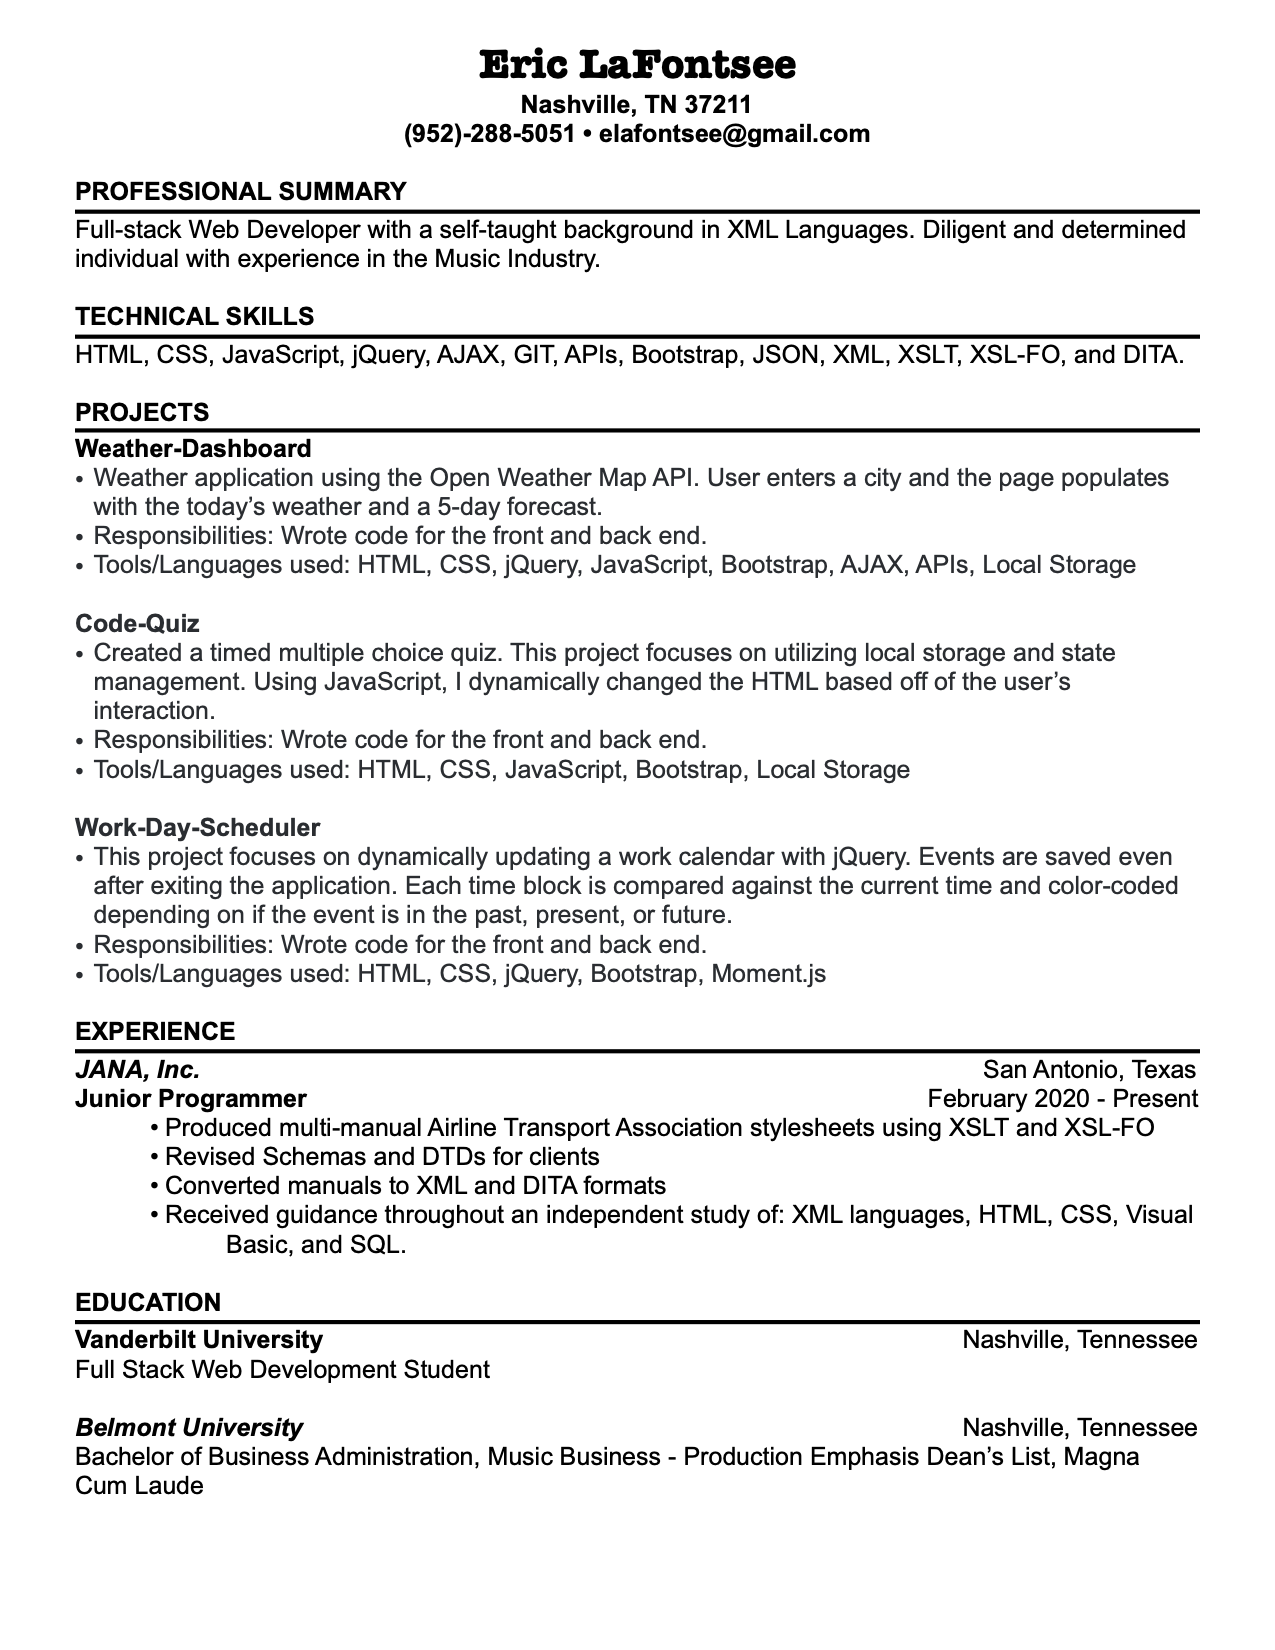 Eric LaFontsee
Nashville, TN 37211
(952)-288-5051 • elafontsee@gmail.com
PROFESSIONAL SUMMARY
Full-stack Web Developer with a self-taught background in XML Languages. Diligent and determined
individual with experience in the Music Industry.
TECHNICAL SKILLS
HTML, CSS, JavaScript, jQuery, AJAX, GIT, APIs, Bootstrap, JSON, XML, XSLT, XSL-FO, and DITA.
PROJECTS
Weather-Dashboard
• Weather application using the Open Weather Map API. User enters a city and the page populates
with the today’s weather and a 5-day forecast.
• Responsibilities: Wrote code for the front and back end.
• Tools/Languages used: HTML, CSS, jQuery, JavaScript, Bootstrap, AJAX, APIs, Local Storage
Code-Quiz
• Created a timed multiple choice quiz. This project focuses on utilizing local storage and state
management. Using JavaScript, I dynamically changed the HTML based off of the user’s
interaction.
• Responsibilities: Wrote code for the front and back end.
• Tools/Languages used: HTML, CSS, JavaScript, Bootstrap, Local Storage
Work-Day-Scheduler
• This project focuses on dynamically updating a work calendar with jQuery. Events are saved even
after exiting the application. Each time block is compared against the current time and color-coded
depending on if the event is in the past, present, or future.
• Responsibilities: Wrote code for the front and back end.
• Tools/Languages used: HTML, CSS, jQuery, Bootstrap, Moment.js
EXPERIENCE
JANA, Inc. San Antonio, Texas
Junior Programmer February 2020 - Present
• Produced multi-manual Airline Transport Association stylesheets using XSLT and XSL-FO
• Revised Schemas and DTDs for clients
• Converted manuals to XML and DITA formats
• Received guidance throughout an independent study of: XML languages, HTML, CSS, Visual
Basic, and SQL.
EDUCATION
Vanderbilt University Nashville, Tennessee
Full Stack Web Development Student
Belmont University Nashville, Tennessee
Bachelor of Business Administration, Music Business - Production Emphasis Dean’s List, Magna
Cum Laude